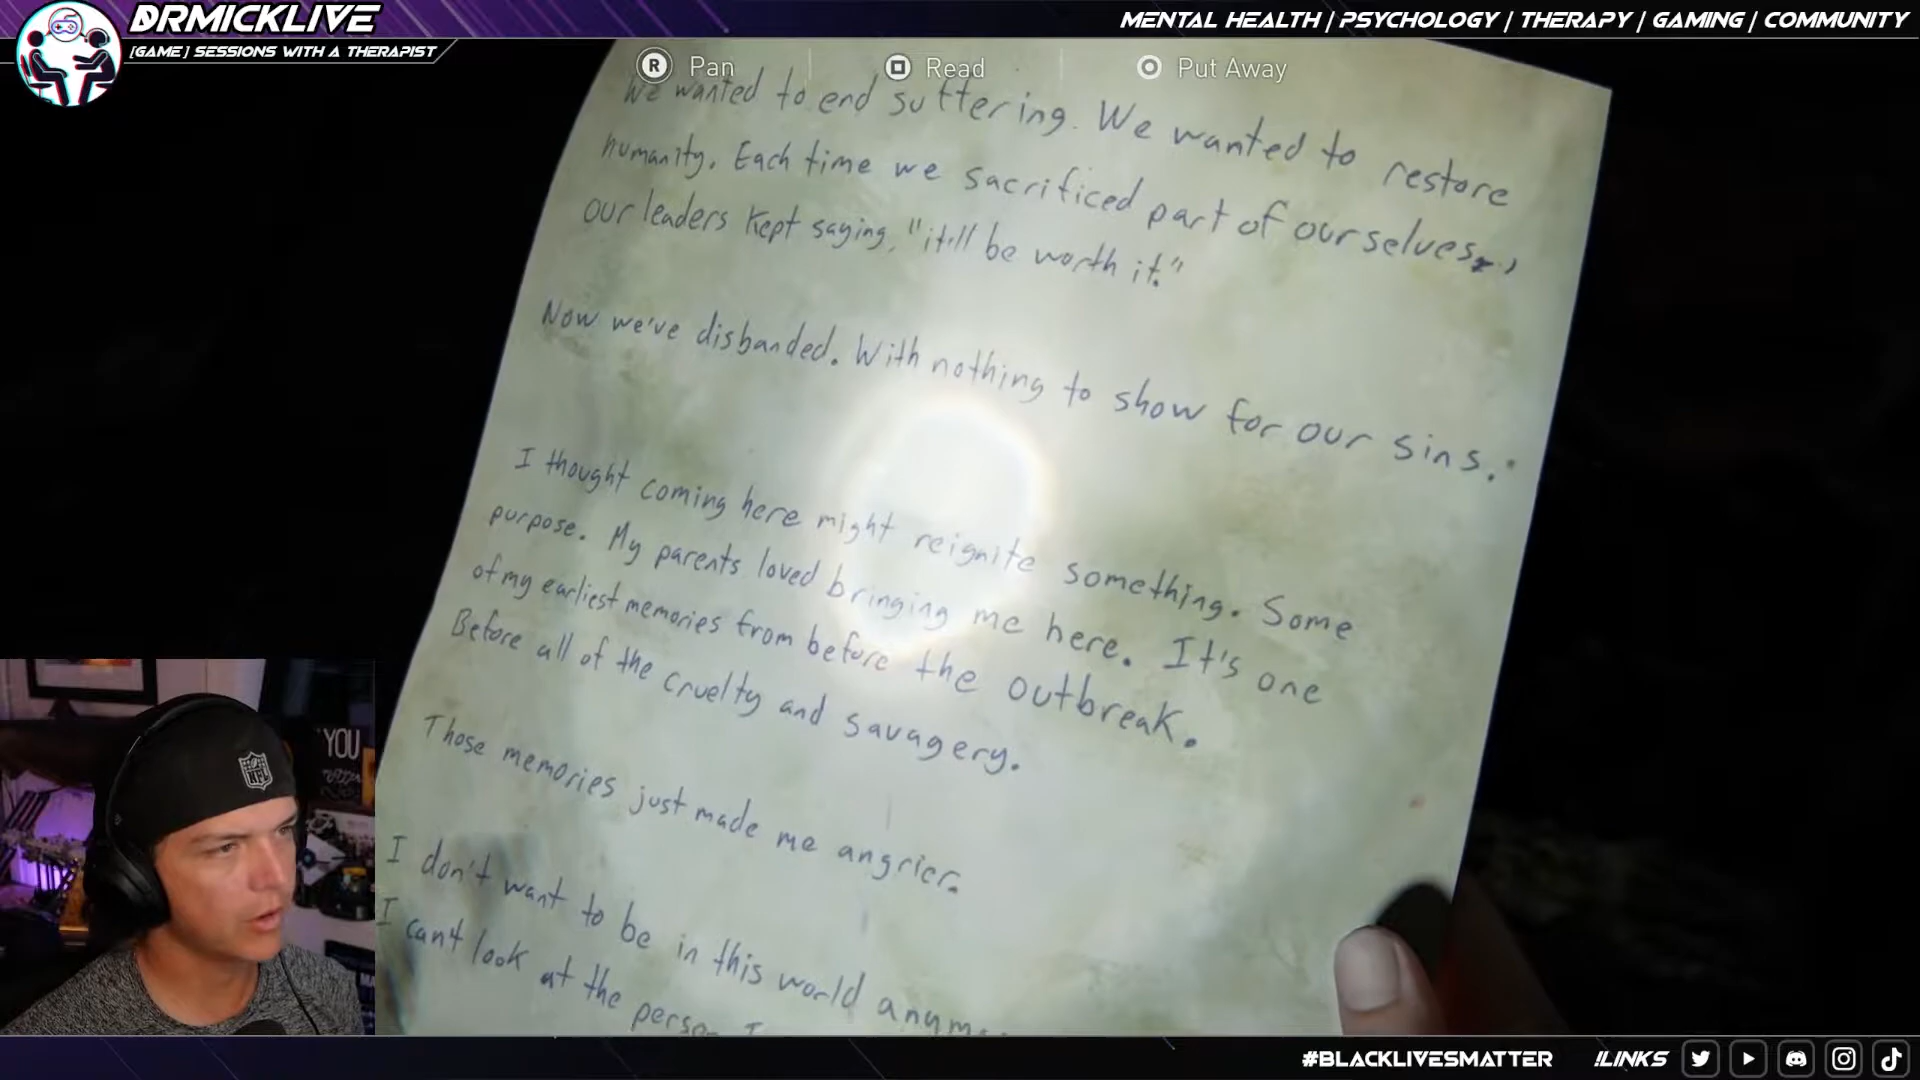 DRMICKLIVE
[GAME] SESSIONS WITH A THERAPIST
MENTAL HEALTH | PSYCHOLOGY | THERAPY | GAMING | COMMUNITY
R Pan
Read
Put Away
We wanted to end suffering. We wanted to restore
humanity. Each time we sacrificed part of ourselves,
our leaders kept saying, "it'll be worth it."
Now we've disbanded. With nothing to show for our sins.
I thought coming here might reignite something. Some
purpose. My parents loved bringing me here. It's one
of my earliest memories from before the outbreak.
Before all of the cruelty and savagery.
Those memories just made me angrier.
I don't want to be in this world
I can't look at the
YOU
NFL
#BLACKLIVESMATTER
!LINKS